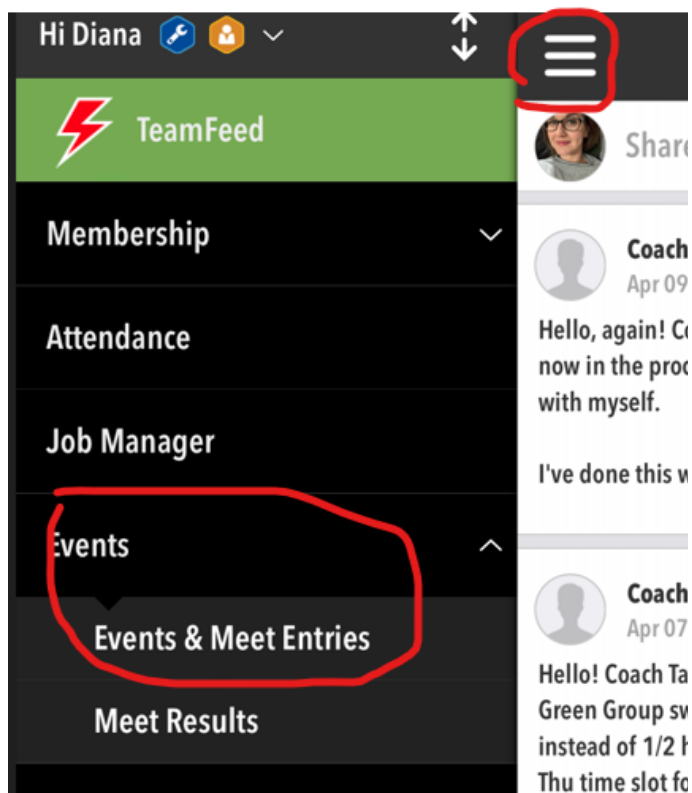 Hi Diana
TeamFeed
Membership
Attendance
Job Manager
Events
Events & Meet Entries
Meet Results
Share
Coach
Apr 09
Hello, again! Co
now in the proc
with myself.
I've done this w
Coach
Apr 07
Hello! Coach Ta
Green Group sw
instead of 1/2 h
Thu time slot fo